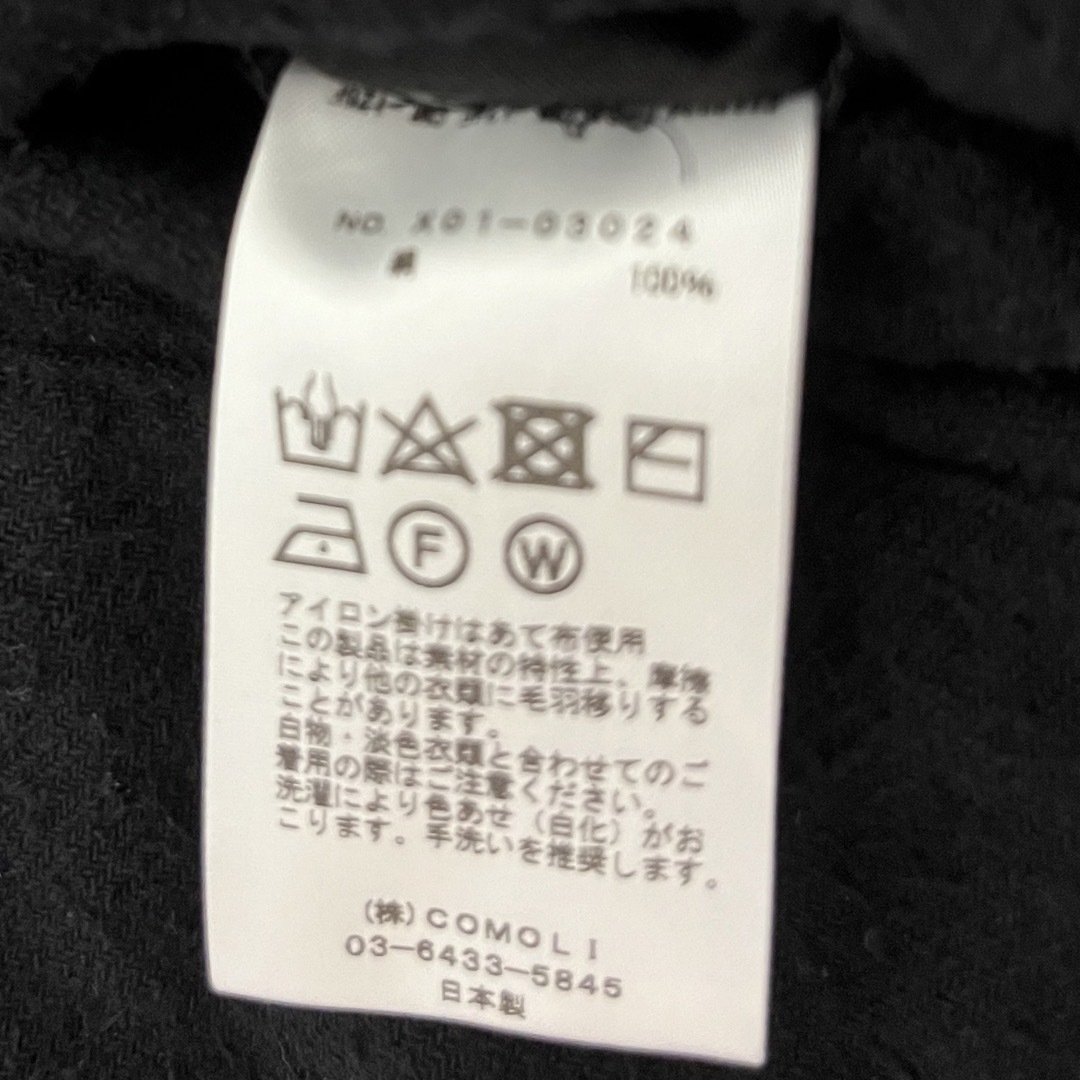 No. X01-03024
絹 100%
F W
アイロン掛けはあて布使用
この製品は素材の特性上、摩擦
により他の衣類に毛羽移りする
ことがあります。
白物・淡色衣類と合わせてのご
着用の際はご注意ください。
洗濯により色あせ（白化）がお
こります。手洗いを推奨します。
(株)COMOLI
03-6433-5845
日本製